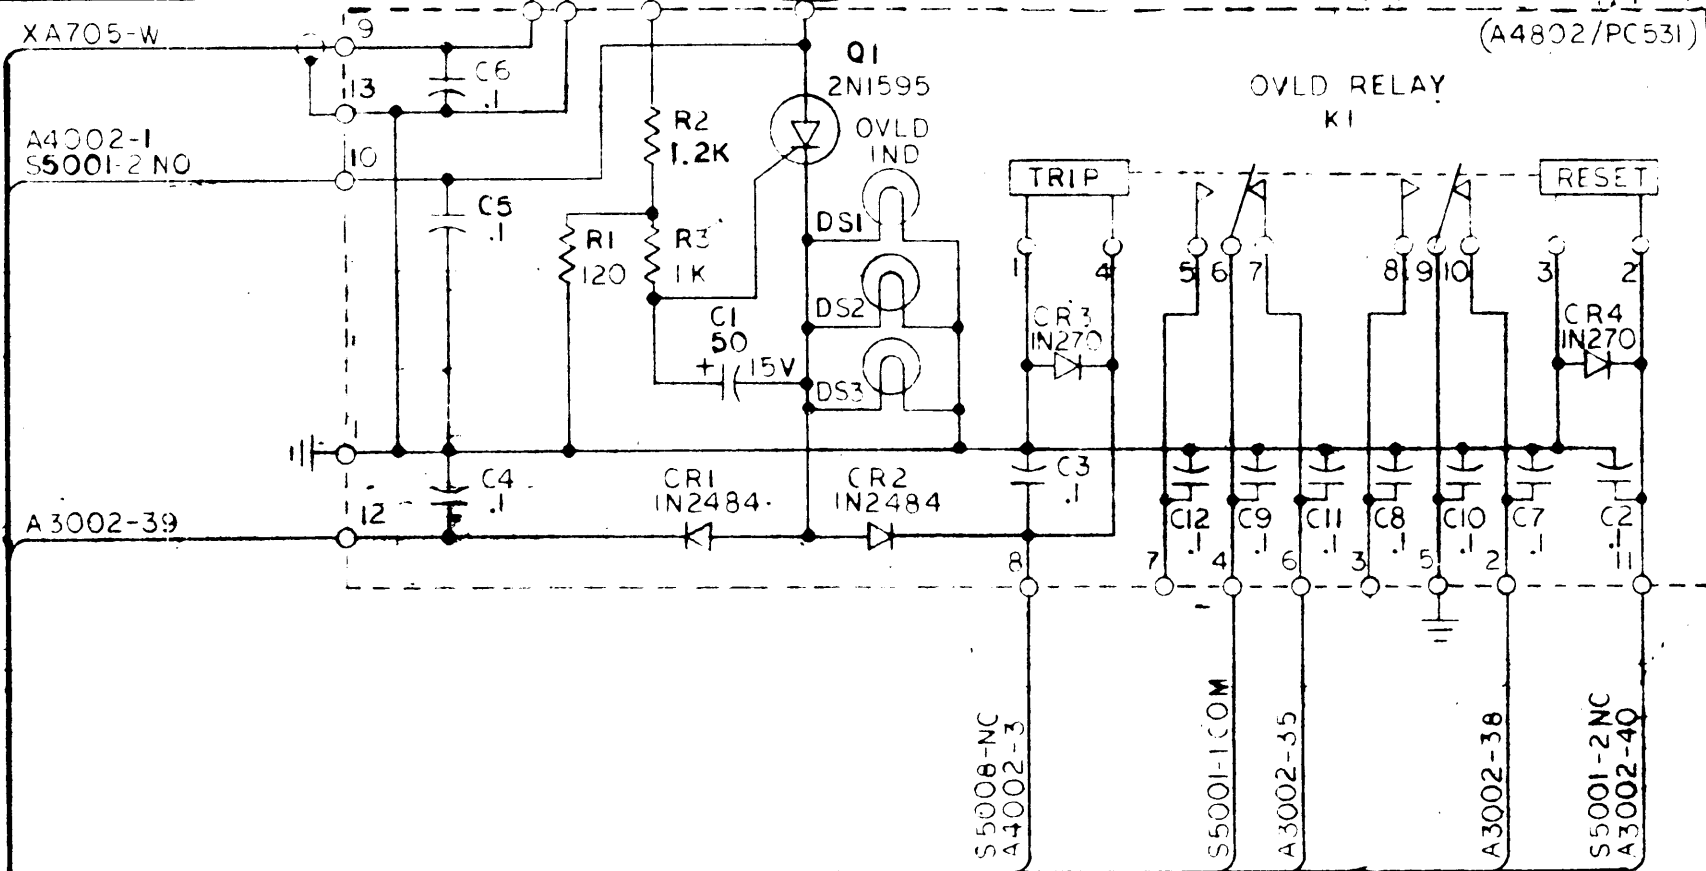 XA705-W
9
(A4802/PC531)
Q1
2N1595
C6
.1
13
OVLD RELAY
K1
R2
1.2K
OVLD
IND
A4002-1
S5001-2 NO
10
TRIP
RESET
C5
.1
DS1
R1
120
R3
1K
1
4
5
6
7
8
9
10
3
2
DS2
C1
50
+
15V
CR3
1N270
CR4
1N270
DS3
1
C4
.1
CR1
1N2484
CR2
1N2484
C3
.1
A3002-39
12
C12
.1
C9
.1
C11
.1
C8
.1
C10
.1
C7
.1
C2
.1
8
7
4
6
3
5
2
11
S5008-NC
A4002-3
S5001-1COM
A3002-35
A3002-38
S5001-2NC
A3002-40